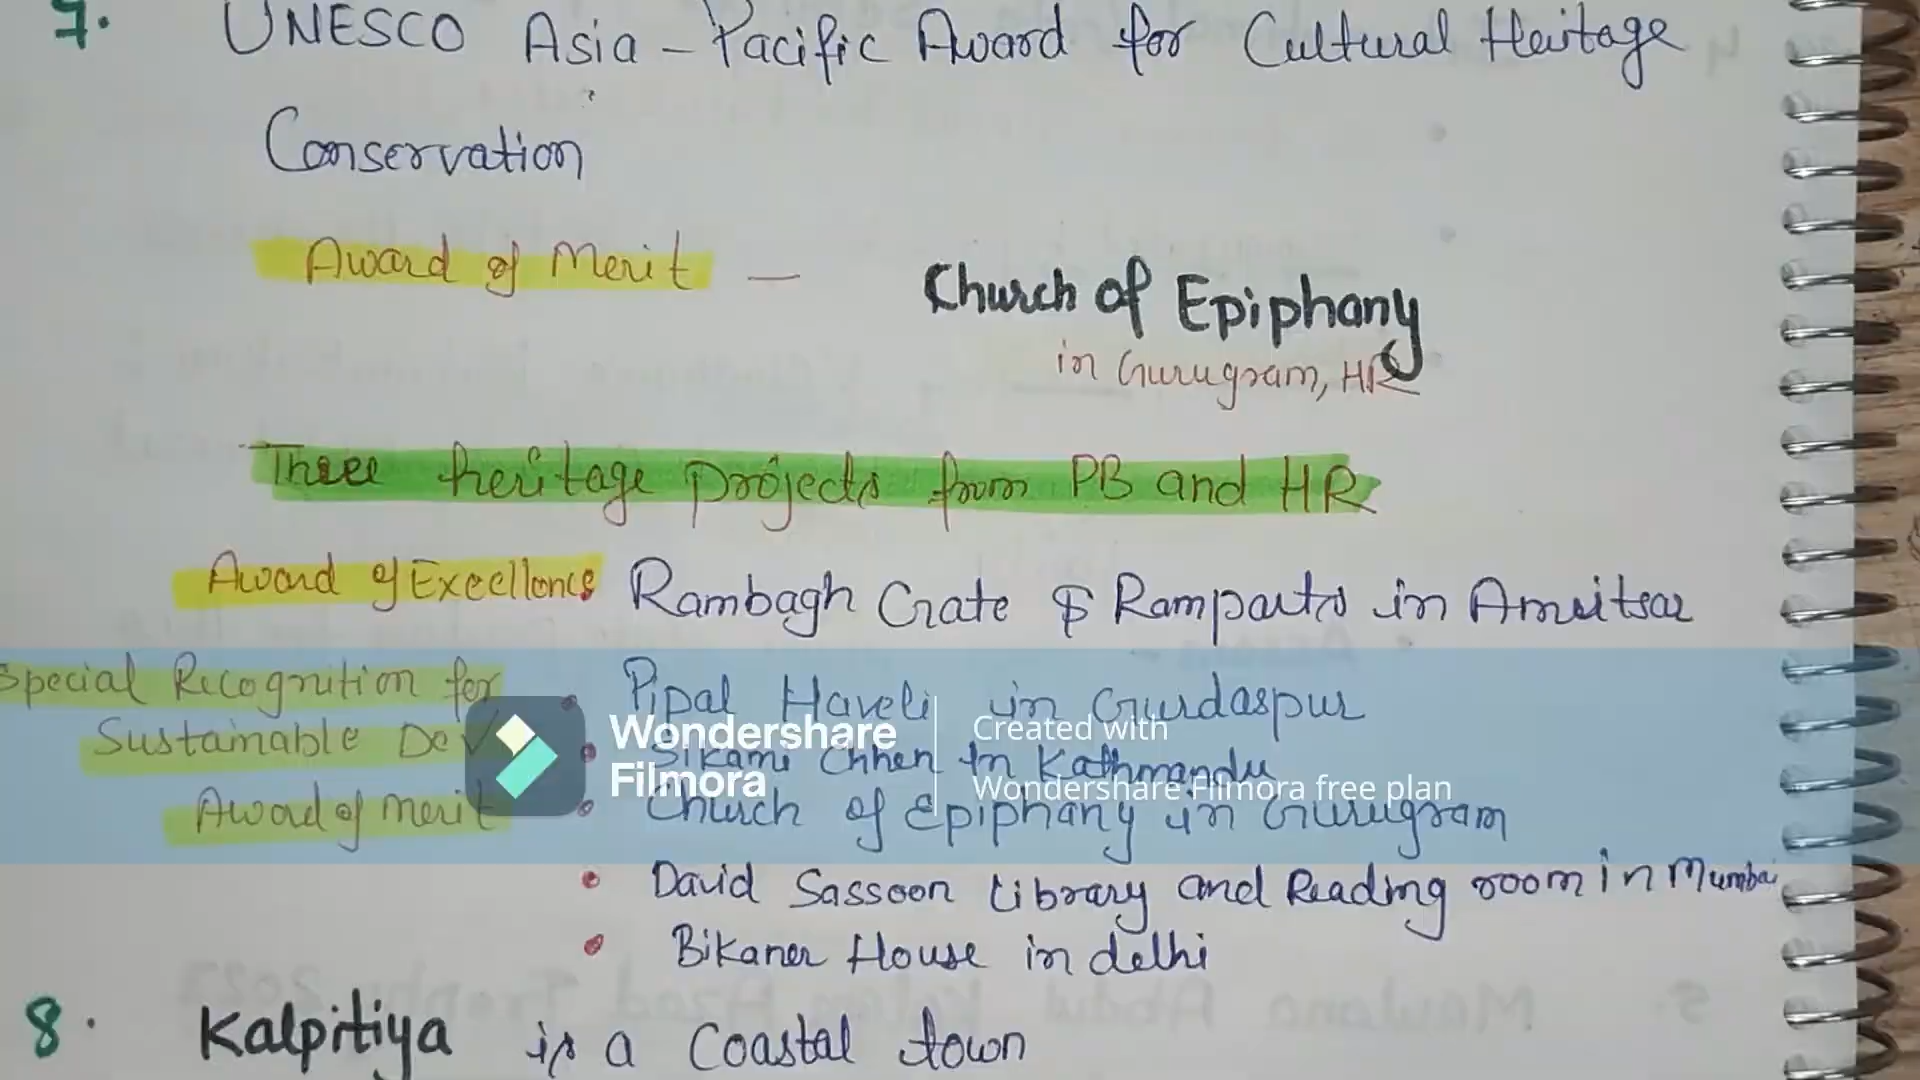 7. UNESCO Asia - Pacific Award for Cultural Heritage
Conservation
Award of Merit — Church of Epiphany
in Gurugram, HR
Three heritage projects from PB and HR
Award of Excellence Rambagh Gate & Ramparts in Amritsar
Special Recognition for • Pipal Haveli in Gurdaspur
Sustainable Dev • Sikami Chhen in Kathmandu
Award of merit • Church of Epiphany in Gurugram
Wondershare
Filmora
Created with
Wondershare Filmora free plan
• David Sassoon Library and Reading room in Mumbai
• Bikaner House in delhi
8. Kalpitiya is a Coastal town